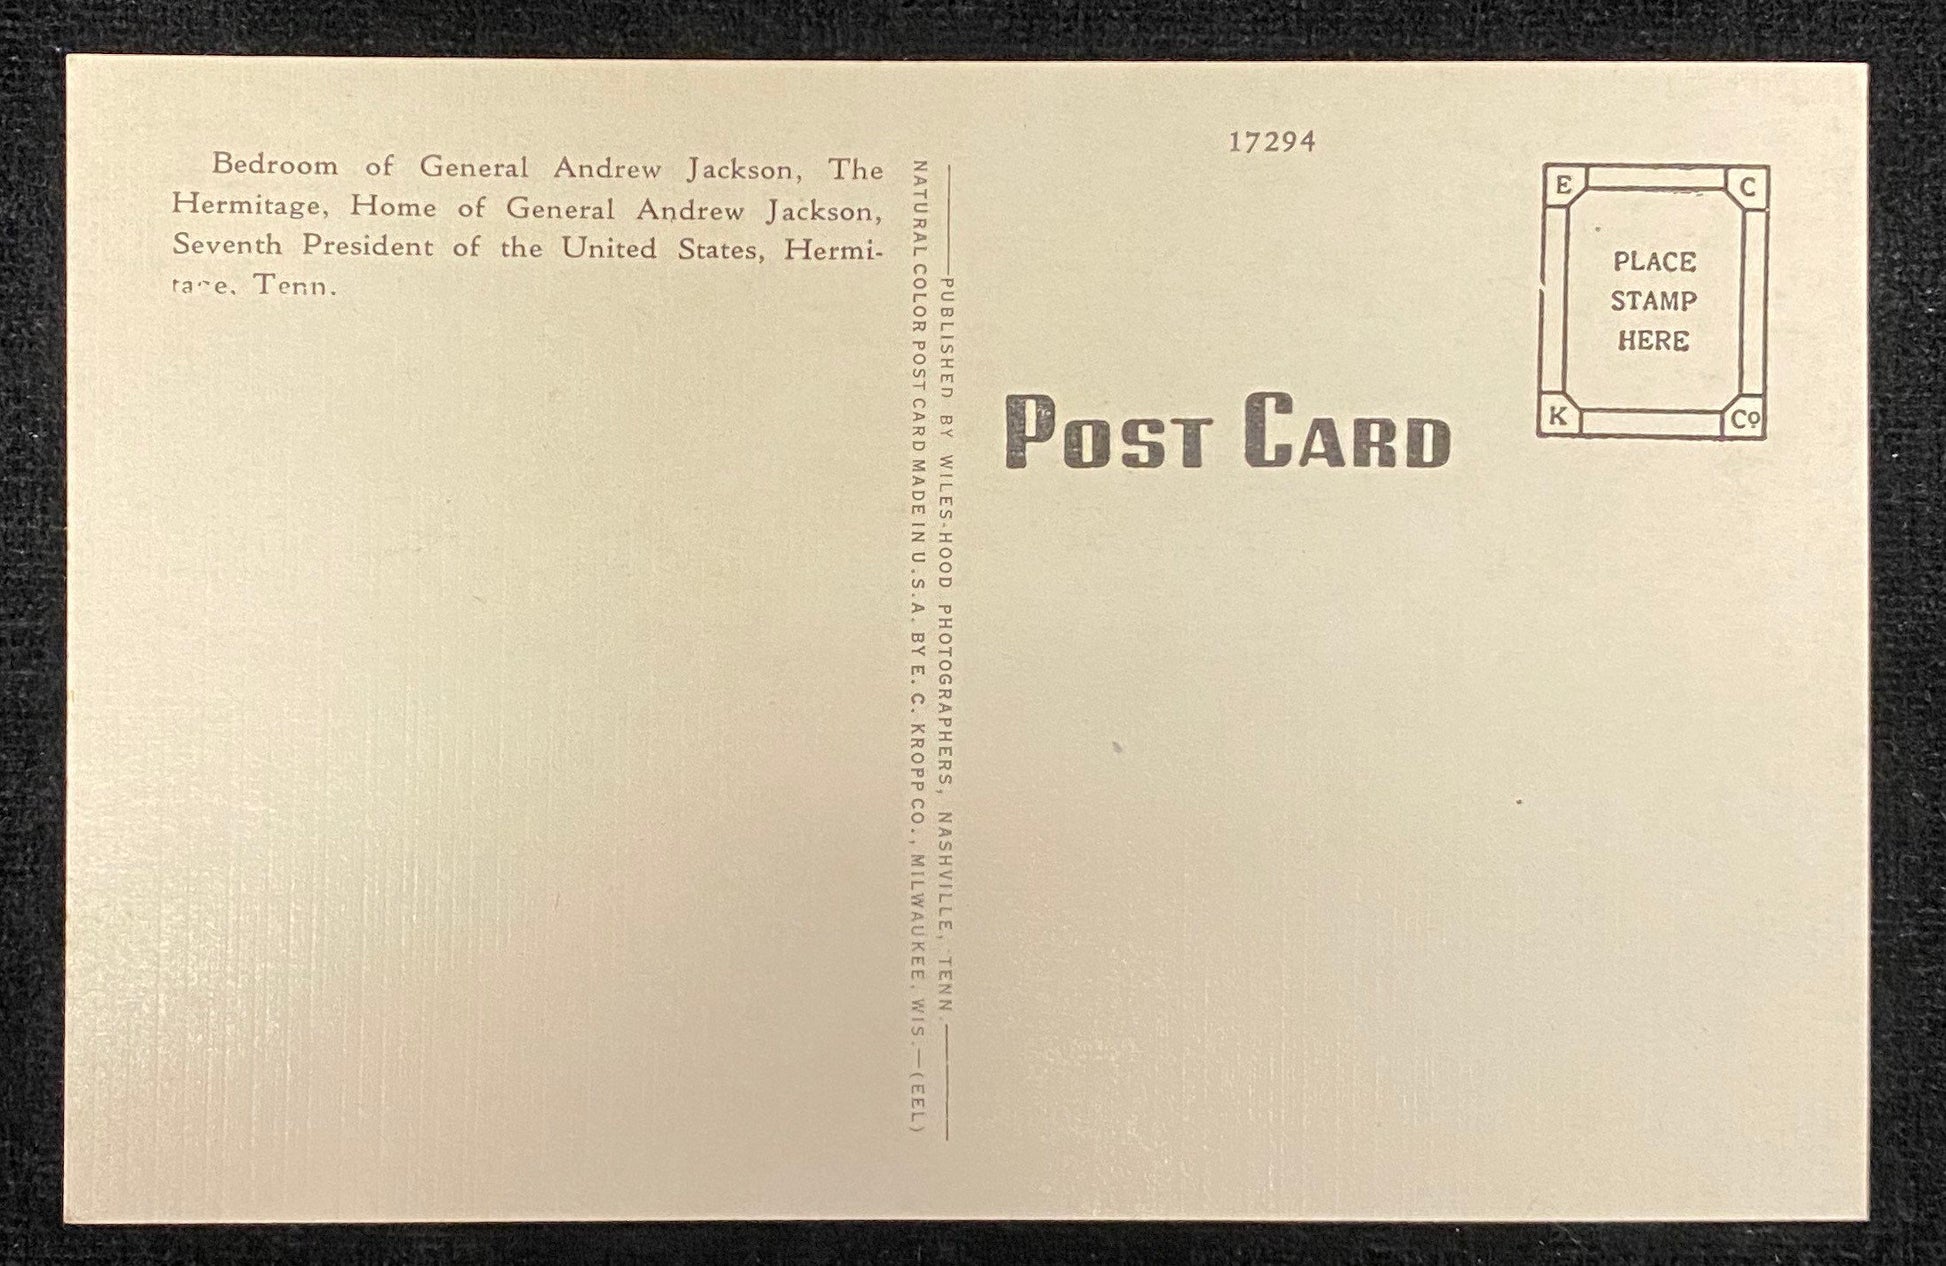 Bedroom of General Andrew Jackson, The
Hermitage, Home of General Andrew Jackson,
Seventh President of the United States, Hermi-
tage, Tenn.
NATURAL COLOR POST CARD MADE IN U.S.A. BY E. C. KROPP CO., MILWAUKEE, WIS.—(EEL)
PUBLISHED BY WILES-HOOD PHOTOGRAPHERS, NASHVILLE, TENN.
17294
POST CARD
E C
PLACE
STAMP
HERE
K Co